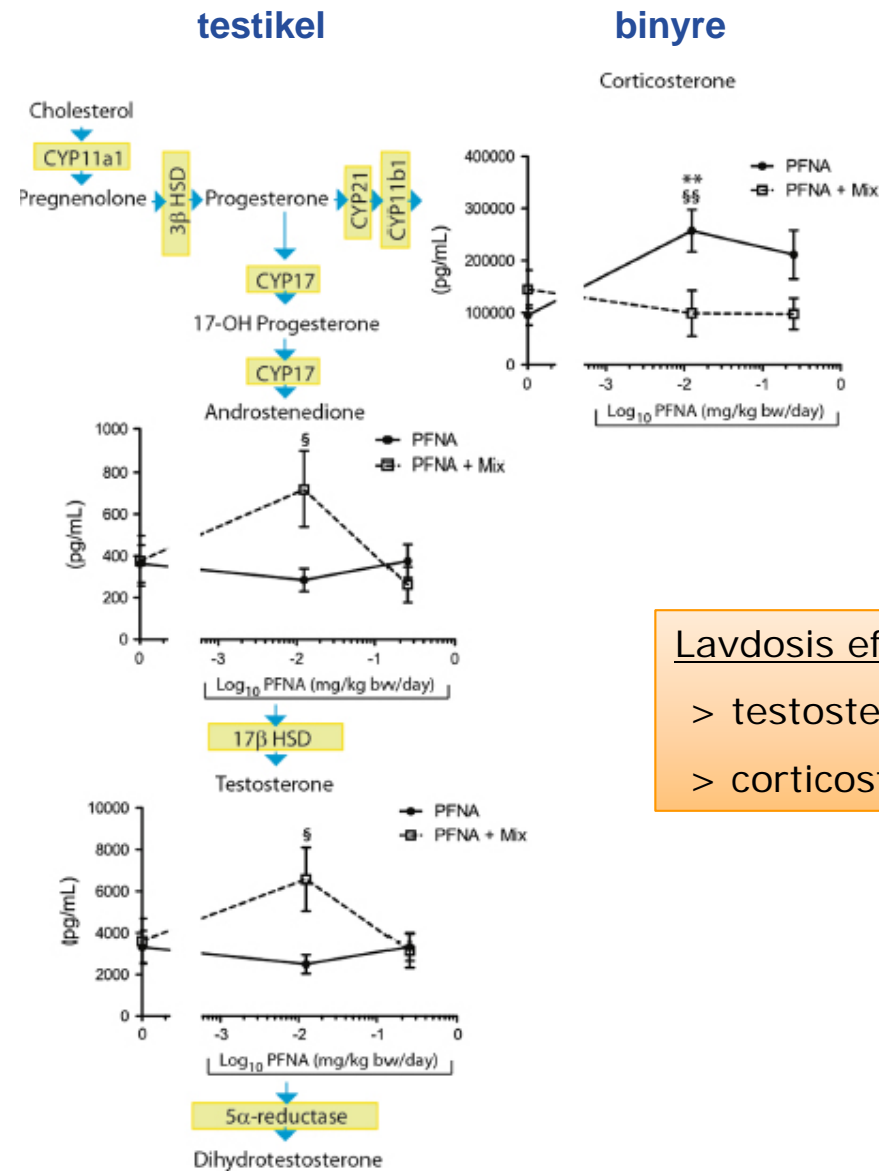 testikel
binyre
Corticosterone
Cholesterol
CYP11a1
Pregnenolone
3β HSD
Progesterone
CYP21
CYP11b1
400000
300000
200000
100000
0
(pg/mL)
**
§§
PFNA
PFNA + Mix
0 -3 -2 -1 0
Log10 PFNA (mg/kg bw/day)
CYP17
17-OH Progesterone
CYP17
Androstenedione
1000
800
600
400
200
0
(pg/mL)
§
PFNA
PFNA + Mix
0 -3 -2 -1 0
Log10 PFNA (mg/kg bw/day)
Lavdosis ef
> testoste
> corticost
17β HSD
Testosterone
10000
8000
6000
4000
2000
0
(pg/mL)
§
PFNA
PFNA + Mix
0 -3 -2 -1 0
Log10 PFNA (mg/kg bw/day)
5α-reductase
Dihydrotestosterone